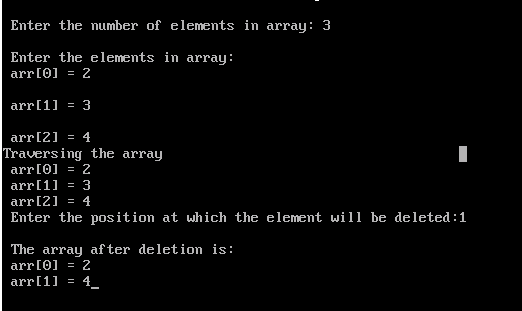 Enter the number of elements in array: 3
Enter the elements in array:
arr[0] = 2
arr[1] = 3
arr[2] = 4
Traversing the array
arr[0] = 2
arr[1] = 3
arr[2] = 4
Enter the position at which the element will be deleted:1
The array after deletion is:
arr[0] = 2
arr[1] = 4_